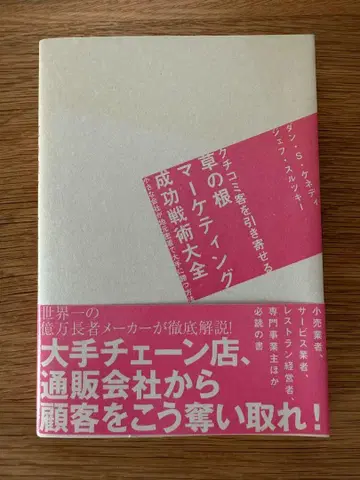 ダン・S・ケネディ
ジェフ・スルツキー
クチコミ客を引き寄せる
草の根
マーケティング
成功戦術大全
世界一の
億万長者メーカーが徹底解説!
大手チェーン店、
通販会社から
顧客をこう奪い取れ!
小売業者、
サービス業者、
レストラン経営者、
専門事業主ほか
必読の書